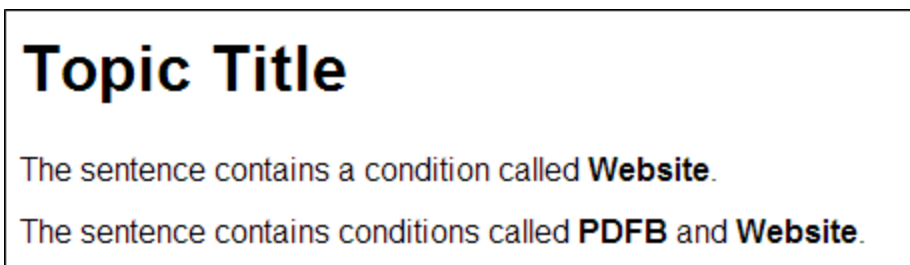 Topic Title
The sentence contains a condition called Website.
The sentence contains conditions called PDFB and Website.